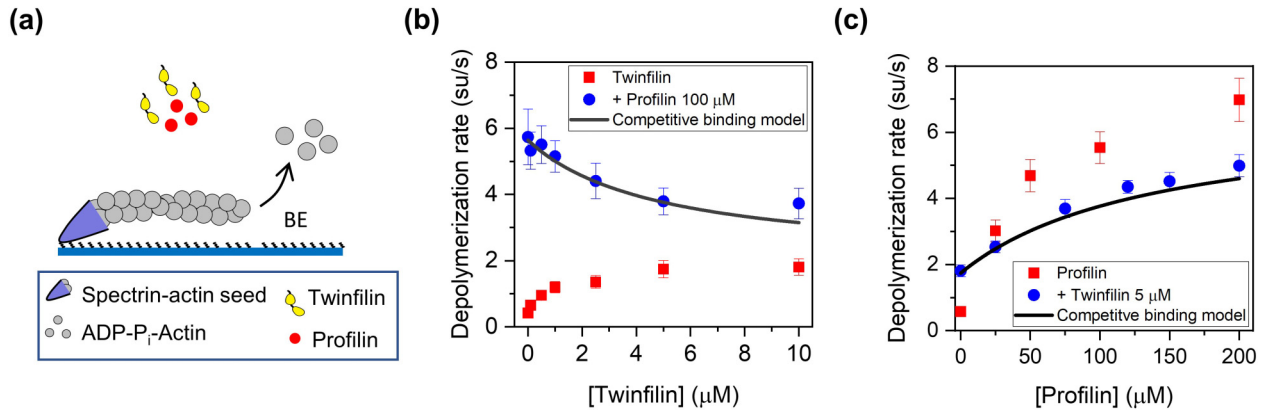 (a)
BE
Spectrin-actin seed
Twinfilin
ADP-Pi-Actin
Profilin
(b)
Depolymerization rate (su/s)
8
6
4
2
0
Twinfilin
+ Profilin 100 μM
Competitive binding model
0 2 4 6 8 10
[Twinfilin] (μM)
(c)
Depolymerization rate (su/s)
8
6
4
2
0
Profilin
+ Twinfilin 5 μM
Competitive binding model
0 50 100 150 200
[Profilin] (μM)